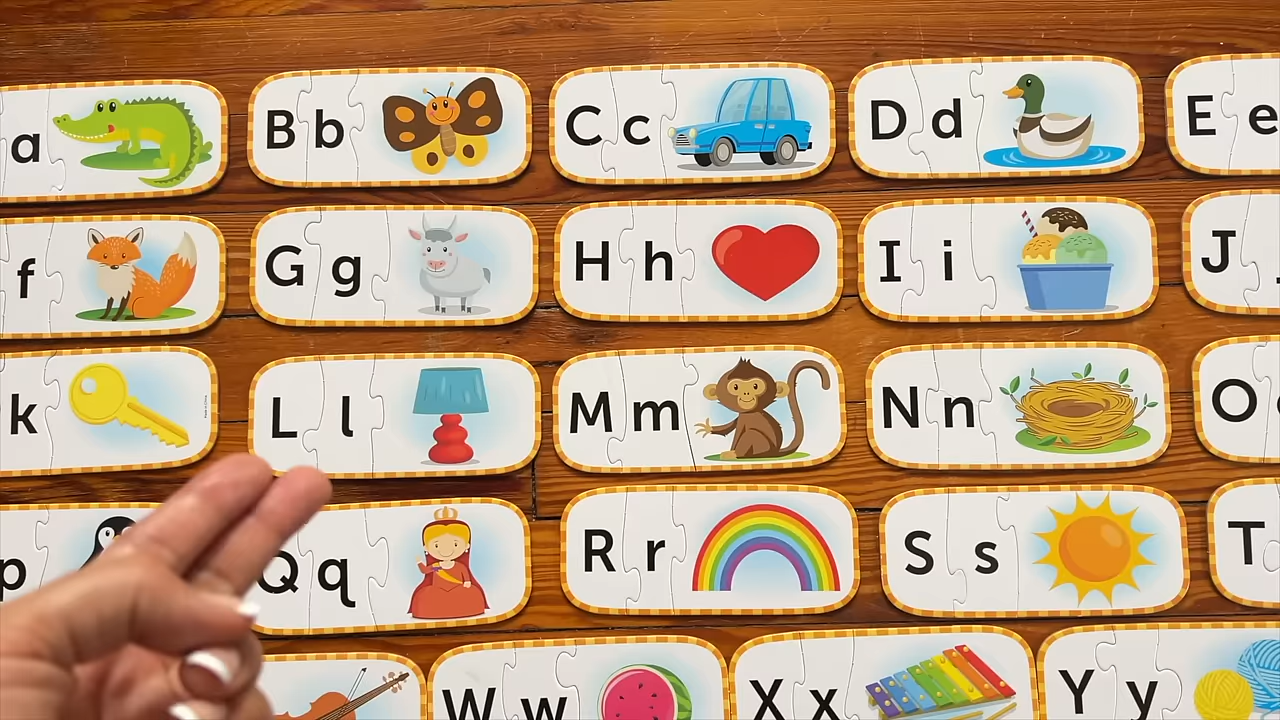 a
B b
C c
D d
E e
f
G g
H h
I i
J
k
L l
M m
N n
O
p
Q q
R r
S s
T
W w
X x
Y y